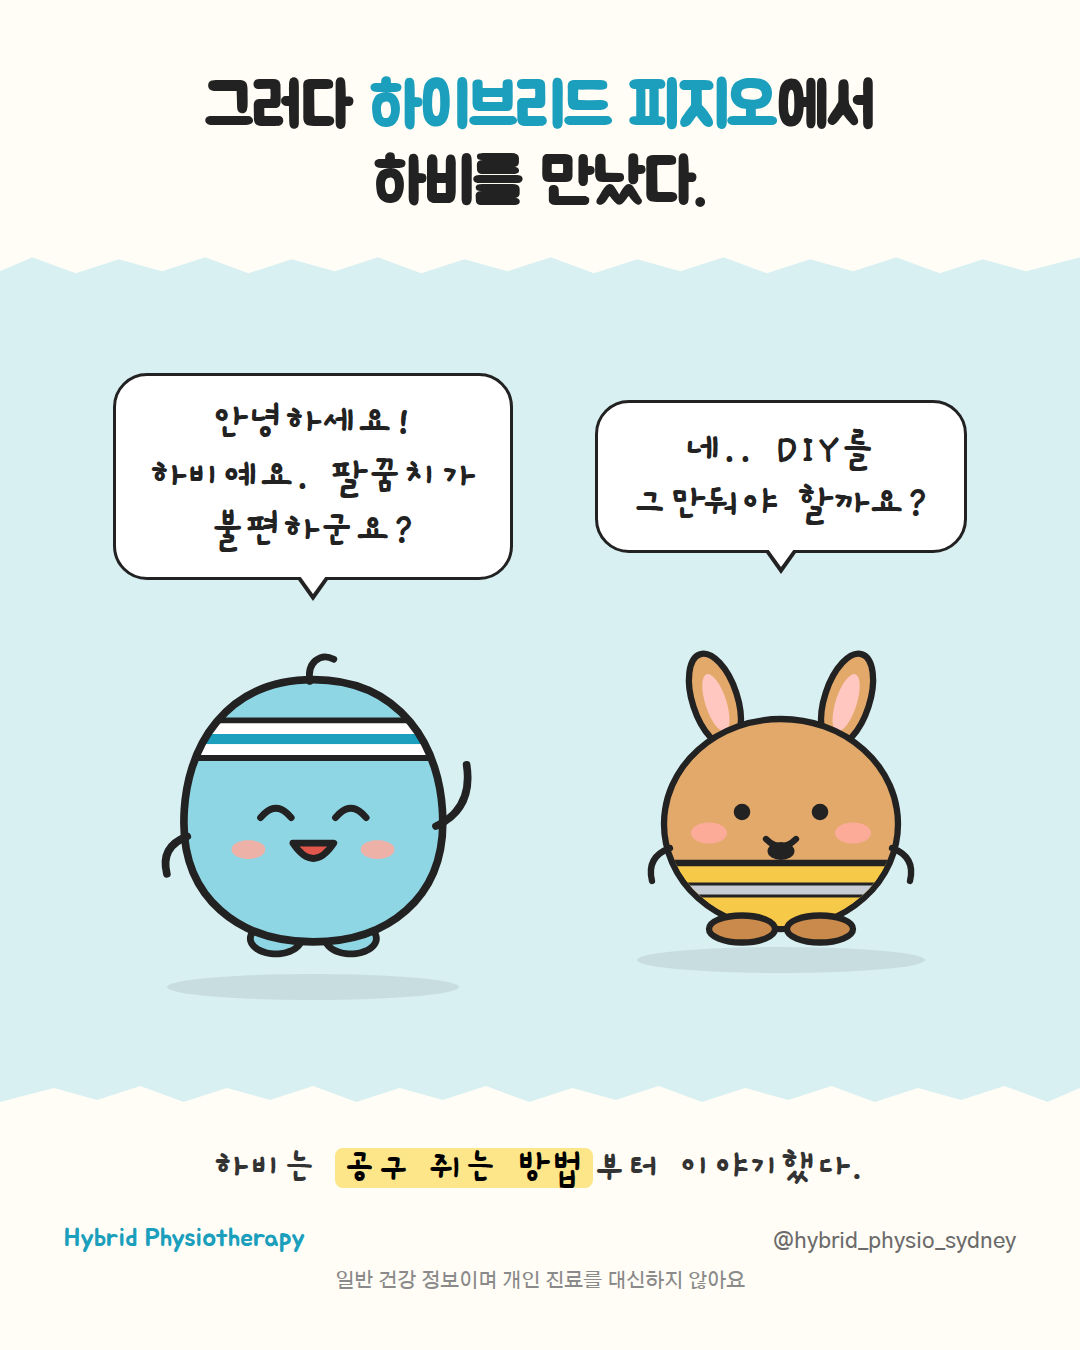 그러다 하이브리드 피지오에서
하비를 만났다.
안녕하세요!
하비예요. 팔꿈치가
불편하군요?
네.. DIY를
그만둬야 할까요?
하비는 공구 쥐는 방법부터 이야기했다.
Hybrid Physiotherapy
@hybrid_physio_sydney
일반 건강 정보이며 개인 진료를 대신하지 않아요